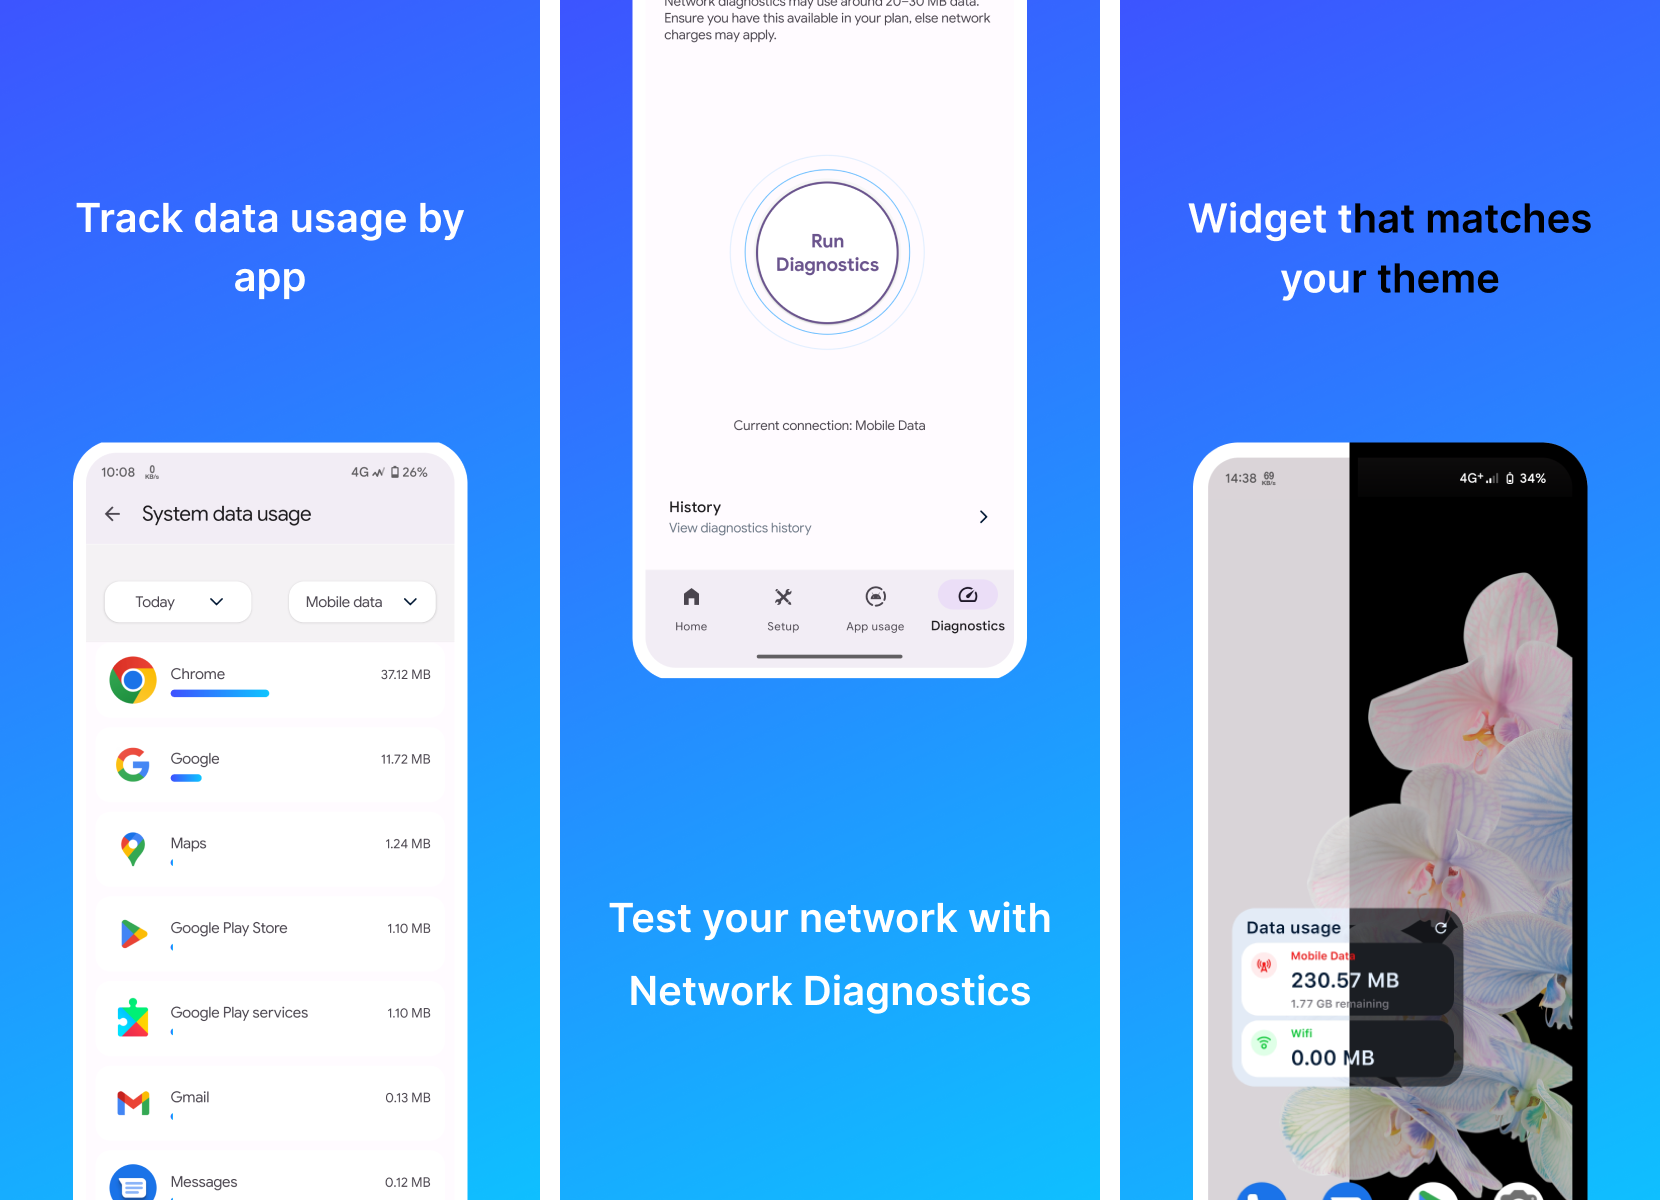 Track data usage by
app
10:08
0
KB/s
4G
26%
System data usage
Today
Mobile data
Chrome
37.12 MB
Google
11.72 MB
Maps
1.24 MB
Google Play Store
1.10 MB
Google Play services
1.10 MB
Gmail
0.13 MB
Messages
0.12 MB
Network diagnostics may use around 20–30 MB data.
Ensure you have this available in your plan, else network
charges may apply.
Run
Diagnostics
Current connection: Mobile Data
History
View diagnostics history
Home
Setup
App usage
Diagnostics
Test your network with
Network Diagnostics
Widget that matches
your theme
14:38
69
KB/s
4G+
34%
Data usage
Mobile Data
230.57 MB
1.77 GB remaining
Wifi
0.00 MB